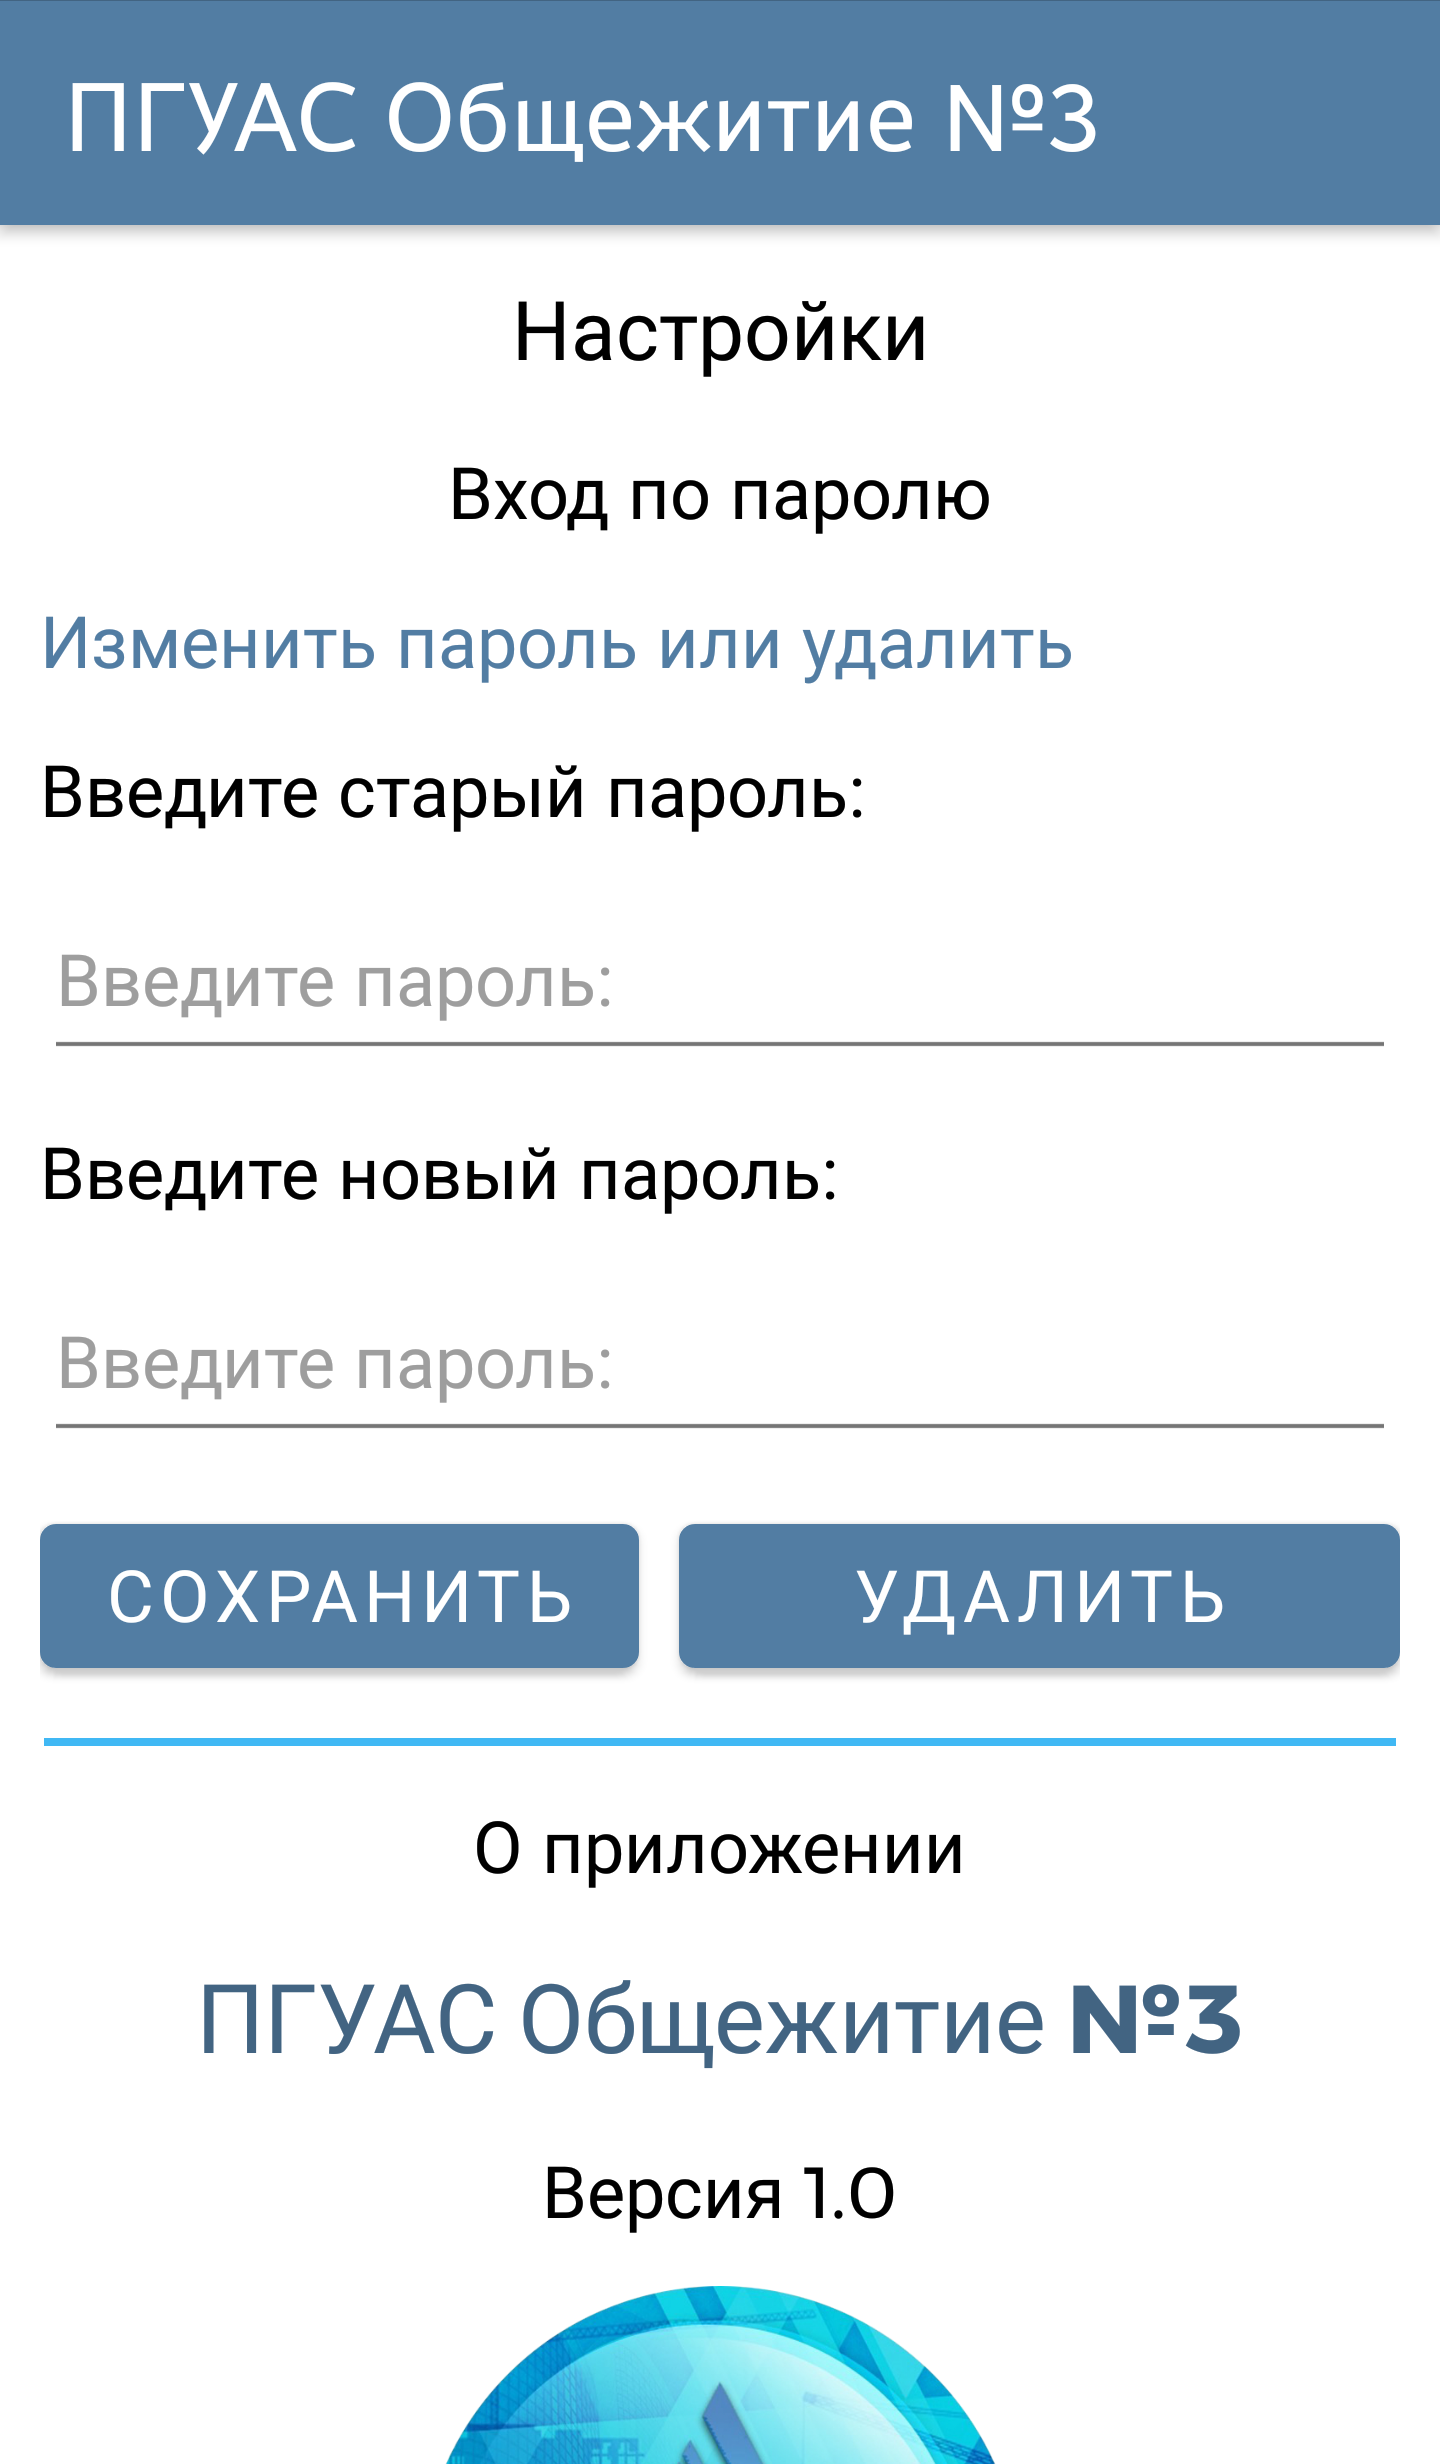 ПГУАС Общежитие №3
Настройки
Вход по паролю
Изменить пароль или удалить
Введите старый пароль:
Введите пароль:
Введите новый пароль:
Введите пароль:
СОХРАНИТЬ УДАЛИТЬ
О приложении
ПГУАС Общежитие №3
Версия 1.0